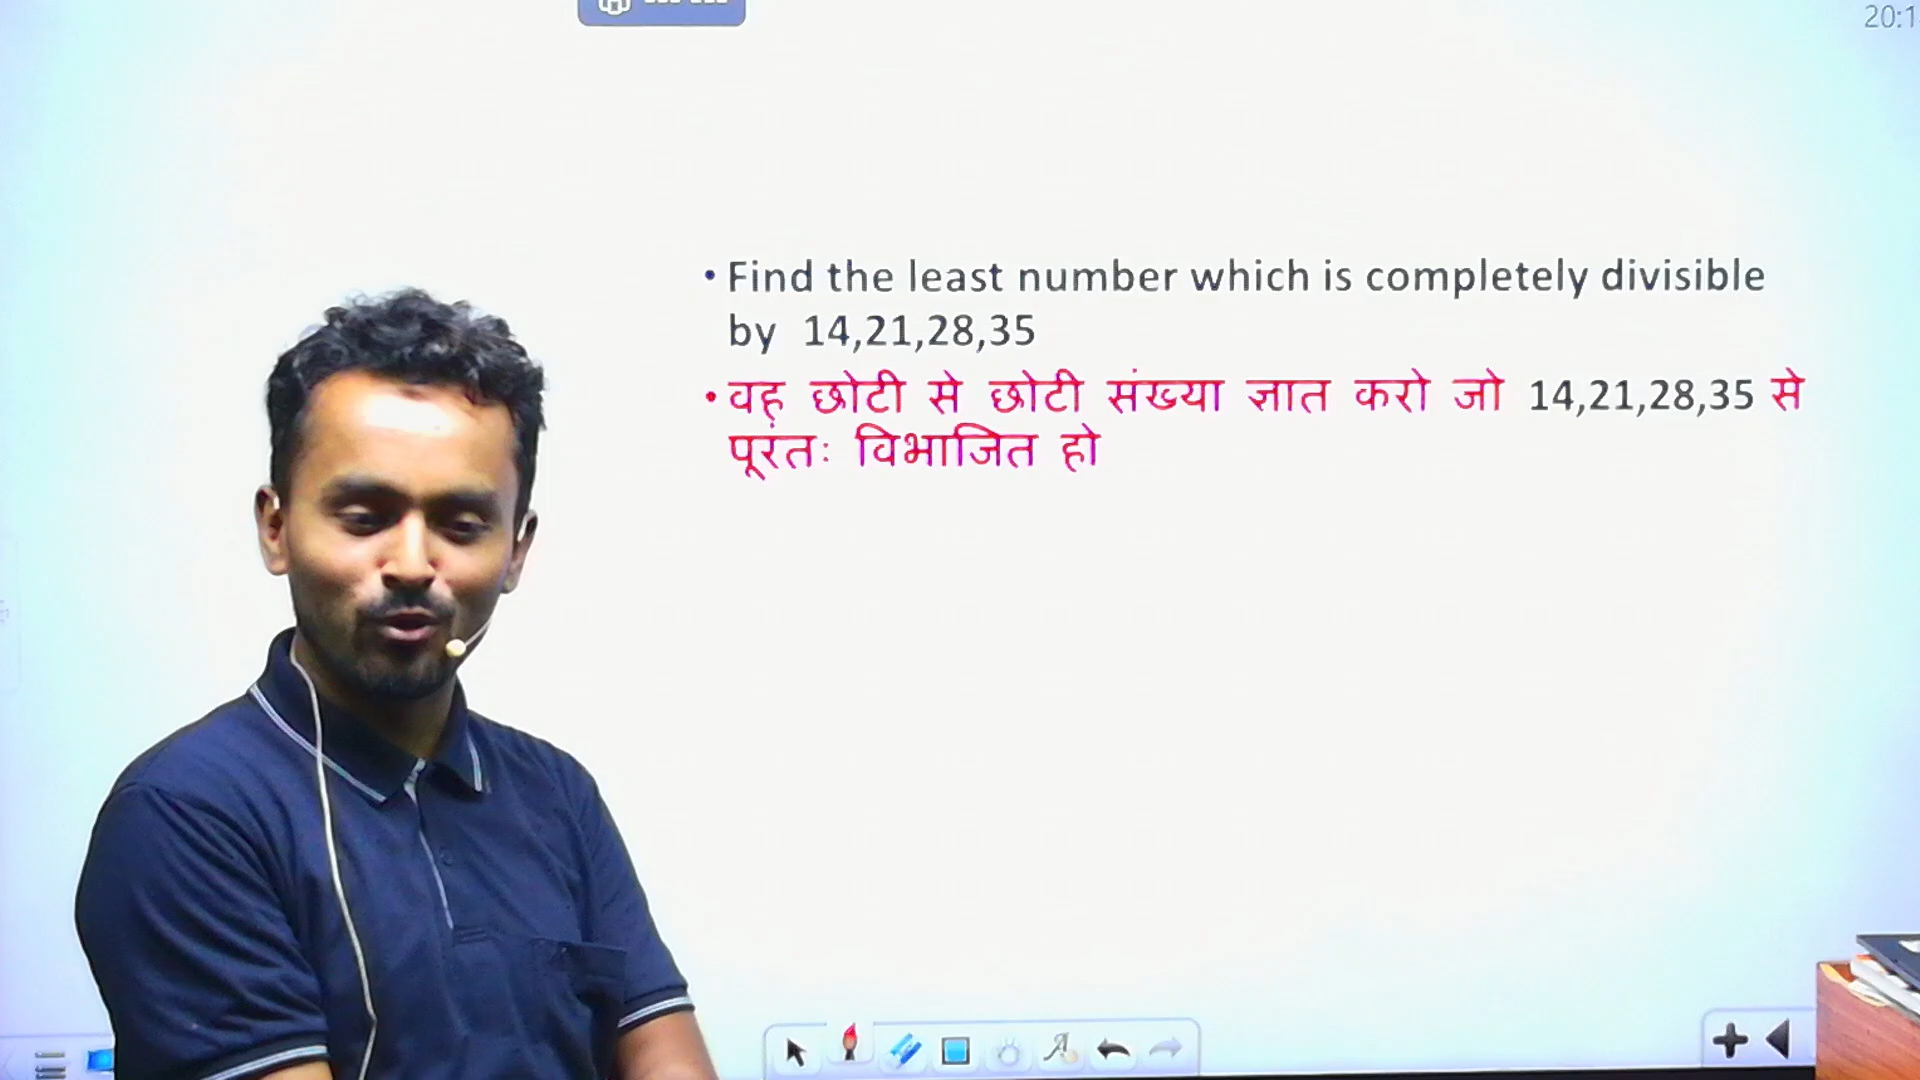 20:1
• Find the least number which is completely divisible
by 14,21,28,35
• वह छोटी से छोटी संख्या ज्ञात करो जो 14,21,28,35 से
पूरंतः विभाजित हो